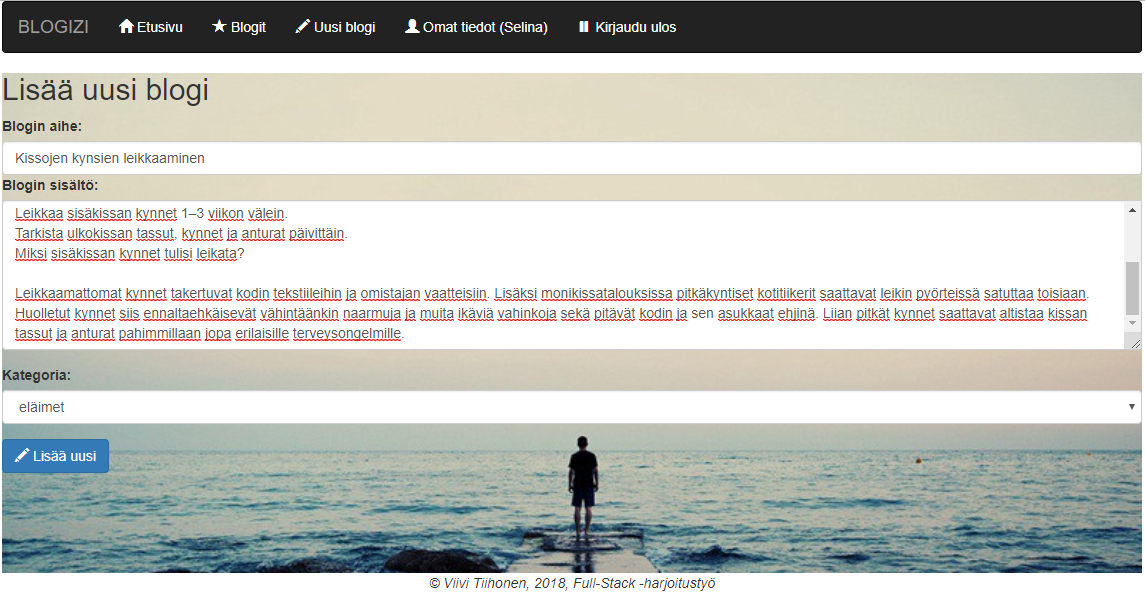 BLOGIZI Etusivu Blogit Uusi blogi Omat tiedot (Selina) Kirjaudu ulos
Lisää uusi blogi
Blogin aihe:
Kissojen kynsien leikkaaminen
Blogin sisältö:
Leikkaa sisäkissan kynnet 1–3 viikon välein.
Tarkista ulkokissan tassut, kynnet ja anturat päivittäin.
Miksi sisäkissan kynnet tulisi leikata?
Leikkaamattomat kynnet takertuvat kodin tekstiileihin ja omistajan vaatteisiin. Lisäksi monikissatalouksissa pitkäkyntiset kotitiikerit saattavat leikin pyörteissä satuttaa toisiaan.
Huolletut kynnet siis ennaltaehkäisevät vähintäänkin naarmuja ja muita ikäviä vahinkoja sekä pitävät kodin ja sen asukkaat ehjinä. Liian pitkät kynnet saattavat altistaa kissan
tassut ja anturat pahimmillaan jopa erilaisille terveysongelmille.
Kategoria:
eläimet
Lisää uusi
© Viivi Tiihonen, 2018, Full-Stack -harjoitustyö